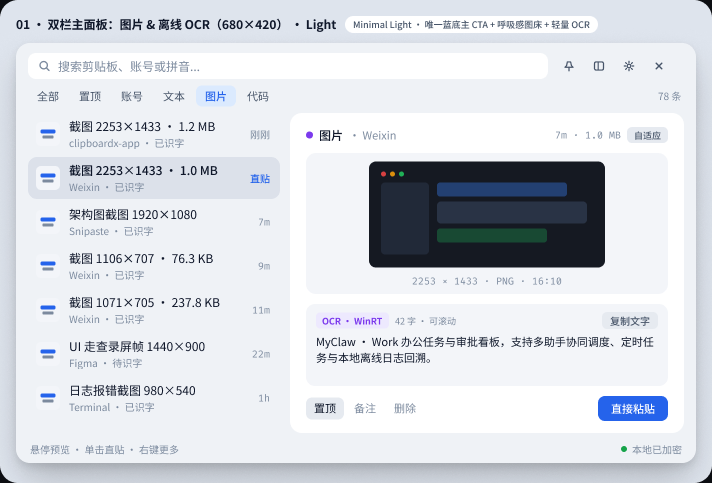 01 • 双栏主面板：图片 & 离线 OCR（680×420） • Light
Minimal Light • 唯一蓝底主 CTA + 呼吸感图床 + 轻量 OCR
搜索剪贴板、账号或拼音...
全部 置顶 账号 文本 图片 代码
78 条
截图 2253×1433 • 1.2 MB
clipboardx-app • 已识字
刚刚
截图 2253×1433 • 1.0 MB
Weixin • 已识字
直贴
架构图截图 1920×1080
Snipaste • 已识字
7m
截图 1106×707 • 76.3 KB
Weixin • 已识字
9m
截图 1071×705 • 237.8 KB
Weixin • 已识字
11m
UI 走查录屏帧 1440×900
Figma • 待识字
22m
日志报错截图 980×540
Terminal • 已识字
1h
图片 • Weixin
7m · 1.0 MB 自适应
2253 × 1433 · PNG · 16:10
OCR • WinRT 42 字 • 可滚动 复制文字
MyClaw • Work 办公任务与审批看板，支持多助手协同调度、定时任
务与本地离线日志回溯。
置顶 备注 删除 直接粘贴
悬停预览 • 单击直贴 • 右键更多
本地已加密